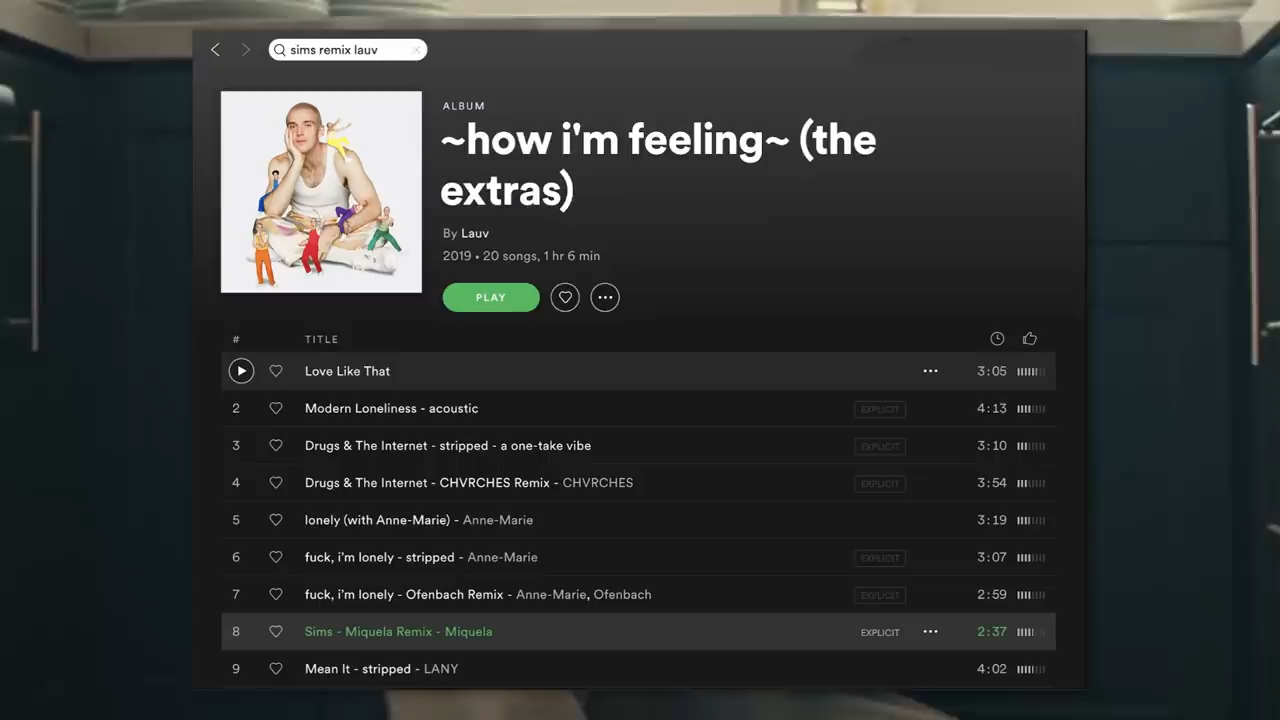 sims remix lauv
ALBUM
~how i'm feeling~ (the
extras)
By Lauv
2019 • 20 songs, 1 hr 6 min
PLAY
# TITLE
Love Like That 3:05
2 Modern Loneliness - acoustic EXPLICIT 4:13
3 Drugs & The Internet - stripped - a one-take vibe EXPLICIT 3:10
4 Drugs & The Internet - CHVRCHES Remix - CHVRCHES EXPLICIT 3:54
5 lonely (with Anne-Marie) - Anne-Marie 3:19
6 fuck, i’m lonely - stripped - Anne-Marie EXPLICIT 3:07
7 fuck, i’m lonely - Ofenbach Remix - Anne-Marie, Ofenbach EXPLICIT 2:59
8 Sims - Miquela Remix - Miquela EXPLICIT 2:37
9 Mean It - stripped - LANY 4:02